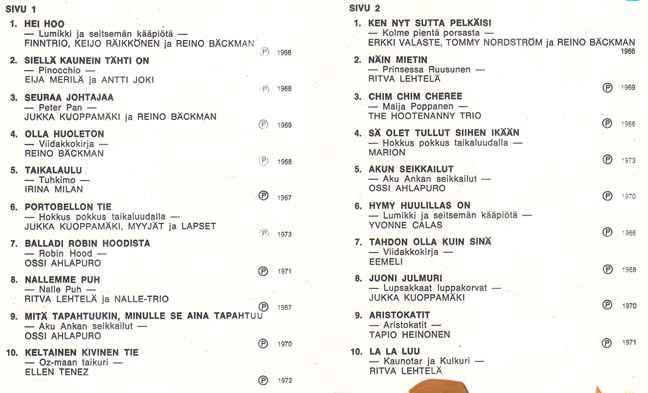 SIVU 1
1. HEI HOO
— Lumikki ja seitsemän kääpiötä —
FINNTRIO, KEIJO RÄIKKÖNEN ja REINO BÄCKMAN
Ⓟ 1966
2. SIELLÄ KAUNEIN TÄHTI ON
— Pinocchio —
EIJA MERILÄ ja ANTTI JOKI
Ⓟ 1968
3. SEURAA JOHTAJAA
— Peter Pan —
JUKKA KUOPPAMÄKI ja REINO BÄCKMAN
Ⓟ 1969
4. OLLA HUOLETON
— Viidakkokirja —
REINO BÄCKMAN
Ⓟ 1968
5. TAIKALAULU
— Tuhkimo —
IRINA MILAN
Ⓟ 1967
6. PORTOBELLON TIE
— Hokkus pokkus taikaluudalla —
JUKKA KUOPPAMÄKI, MYYJÄT ja LAPSET
Ⓟ 1973
7. BALLADI ROBIN HOODISTA
— Robin Hood —
OSSI AHLAPURO
Ⓟ 1971
8. NALLEMME PUH
— Nalle Puh —
RITVA LEHTELÄ ja NALLE-TRIO
Ⓟ 1967
9. MITÄ TAPAHTUUKIN, MINULLE SE AINA TAPAHTUU
— Aku Ankan seikkailut —
OSSI AHLAPURO
Ⓟ 1970
10. KELTAINEN KIVINEN TIE
— Oz-maan taikuri —
ELLEN TENEZ
Ⓟ 1972
SIVU 2
1. KEN NYT SUTTA PELKÄISI
— Kolme pientä porsasta —
ERKKI VALASTE, TOMMY NORDSTRÖM ja REINO BÄCKMAN
1966
2. NÄIN MIETIN
— Prinsessa Ruusunen —
RITVA LEHTELÄ
Ⓟ 1969
3. CHIM CHIM CHEREE
— Maija Poppanen —
THE HOOTENANNY TRIO
Ⓟ 1966
4. SÄ OLET TULLUT SIIHEN IKÄÄN
— Hokkus pokkus taikaluudalla —
MARION
Ⓟ 1973
5. AKUN SEIKKAILUT
— Aku Ankan seikkailut —
OSSI AHLAPURO
Ⓟ 1970
6. HYMY HUULILLAS ON
— Lumikki ja seitsemän kääpiötä —
YVONNE CALAS
Ⓟ 1966
7. TAHDON OLLA KUIN SINÄ
— Viidakkokirja —
EEMELI
Ⓟ 1968
8. JUONI JULMURI
— Lupsakkaat luppakorvat —
JUKKA KUOPPAMÄKI
Ⓟ 1970
9. ARISTOKATIT
— Aristokatit —
TAPIO HEINONEN
Ⓟ 1971
10. LA LA LUU
— Kaunotar ja Kulkuri —
RITVA LEHTELÄ